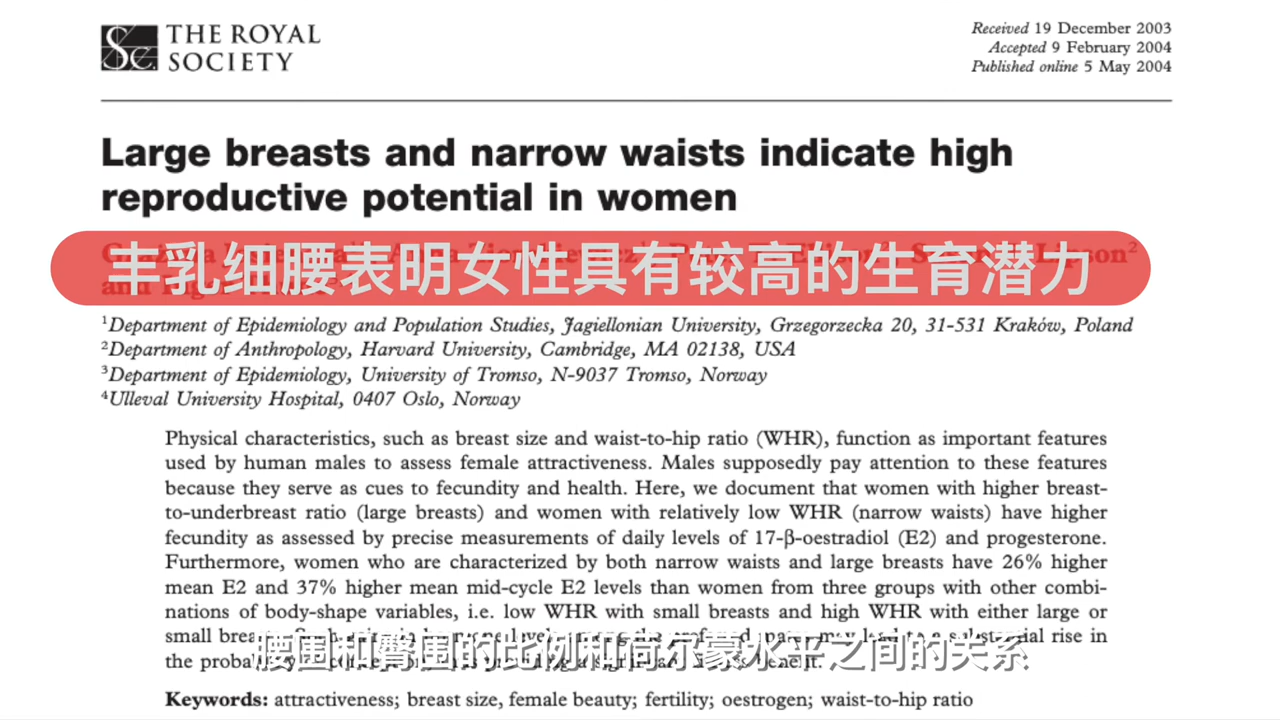 THE ROYAL
SOCIETY
Received 19 December 2003
Accepted 9 February 2004
Published online 5 May 2004
Large breasts and narrow waists indicate high
reproductive potential in women
丰乳细腰表明女性具有较高的生育潜力
¹Department of Epidemiology and Population Studies, Jagiellonian University, Grzegorzecka 20, 31-531 Kraków, Poland
²Department of Anthropology, Harvard University, Cambridge, MA 02138, USA
³Department of Epidemiology, University of Tromso, N-9037 Tromso, Norway
⁴Ulleval University Hospital, 0407 Oslo, Norway
Physical characteristics, such as breast size and waist-to-hip ratio (WHR), function as important features
used by human males to assess female attractiveness. Males supposedly pay attention to these features
because they serve as cues to fecundity and health. Here, we document that women with higher breast-
to-underbreast ratio (large breasts) and women with relatively low WHR (narrow waists) have higher
fecundity as assessed by precise measurements of daily levels of 17-β-oestradiol (E2) and progesterone.
Furthermore, women who are characterized by both narrow waists and large breasts have 26% higher
mean E2 and 37% higher mean mid-cycle E2 levels than women from three groups with other combi-
nations of body-shape variables, i.e. low WHR with small breasts and high WHR with either large or
small rise in
the
腰围和臀围的比例和荷尔蒙水平之间的关系
Keywords: attractiveness; breast size, female beauty; fertility; oestrogen; waist-to-hip ratio